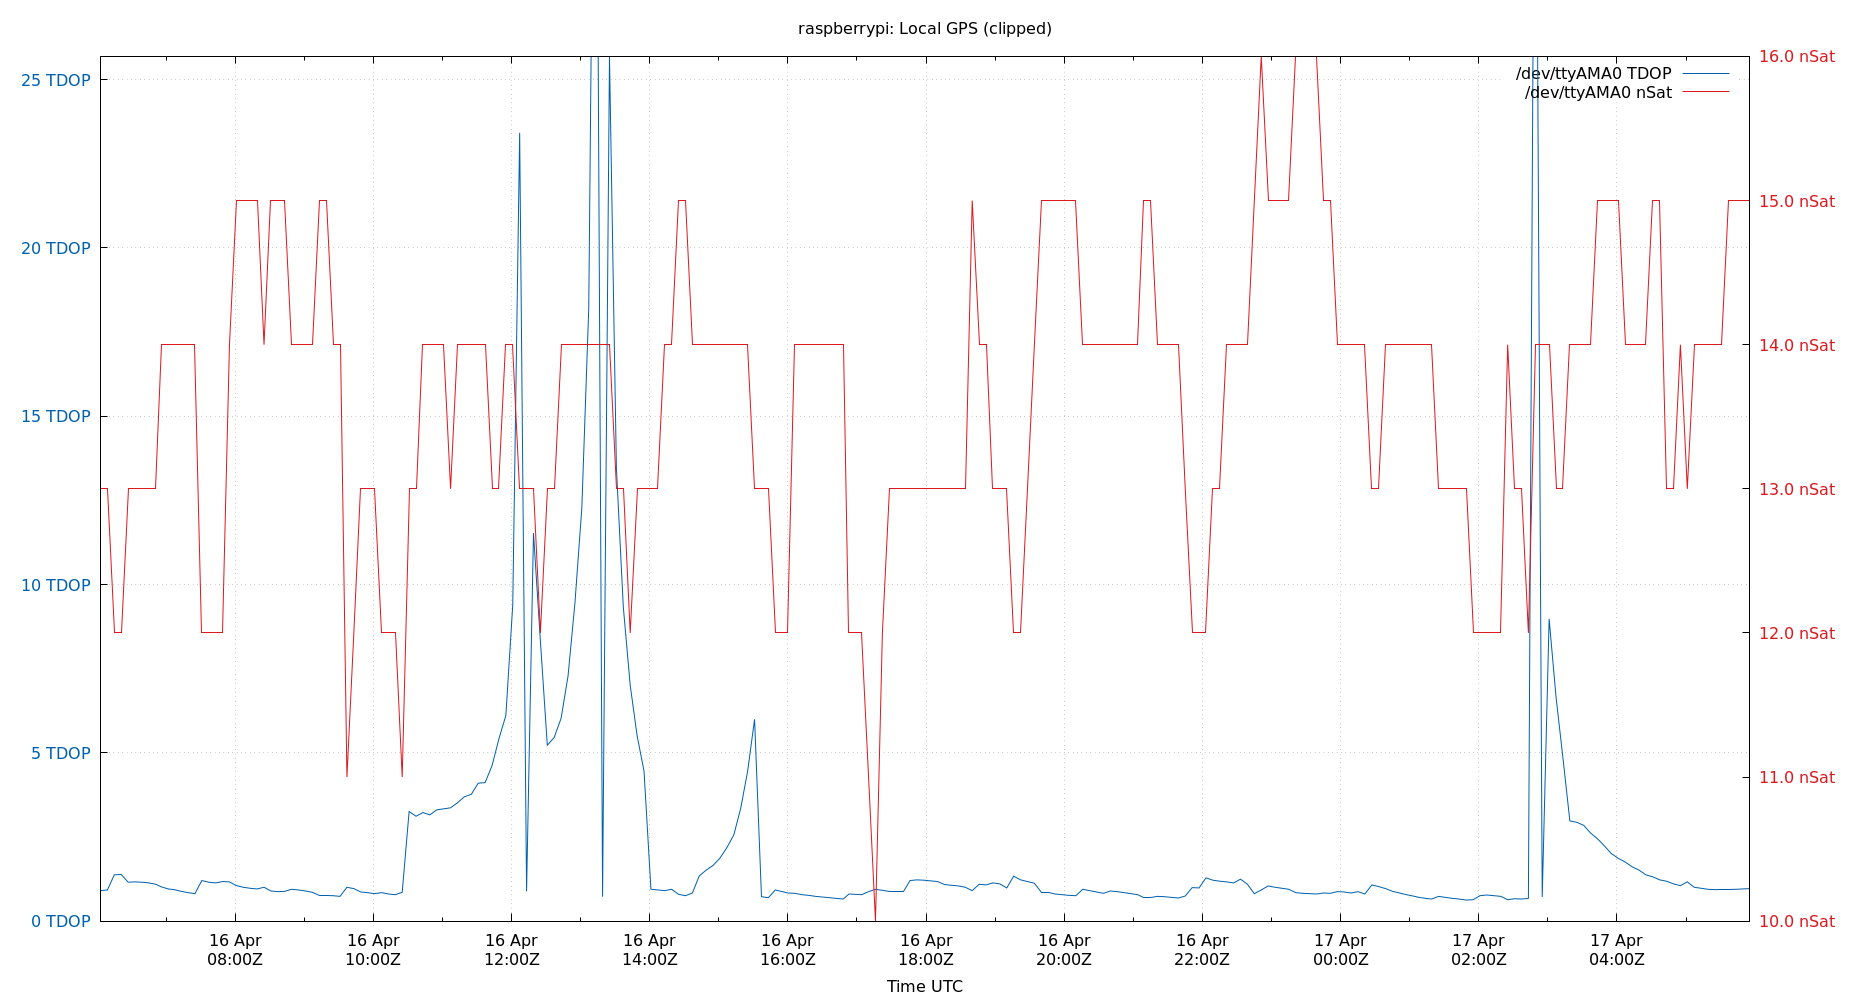 raspberrypi: Local GPS (clipped)
/dev/ttyAMA0 TDOP
/dev/ttyAMA0 nSat
25 TDOP
20 TDOP
15 TDOP
10 TDOP
5 TDOP
0 TDOP
16.0 nSat
15.0 nSat
14.0 nSat
13.0 nSat
12.0 nSat
11.0 nSat
10.0 nSat
16 Apr 16 Apr 16 Apr 16 Apr 16 Apr 16 Apr 16 Apr 16 Apr 17 Apr 17 Apr 17 Apr
08:00Z 10:00Z 12:00Z 14:00Z 16:00Z 18:00Z 20:00Z 22:00Z 00:00Z 02:00Z 04:00Z
Time UTC